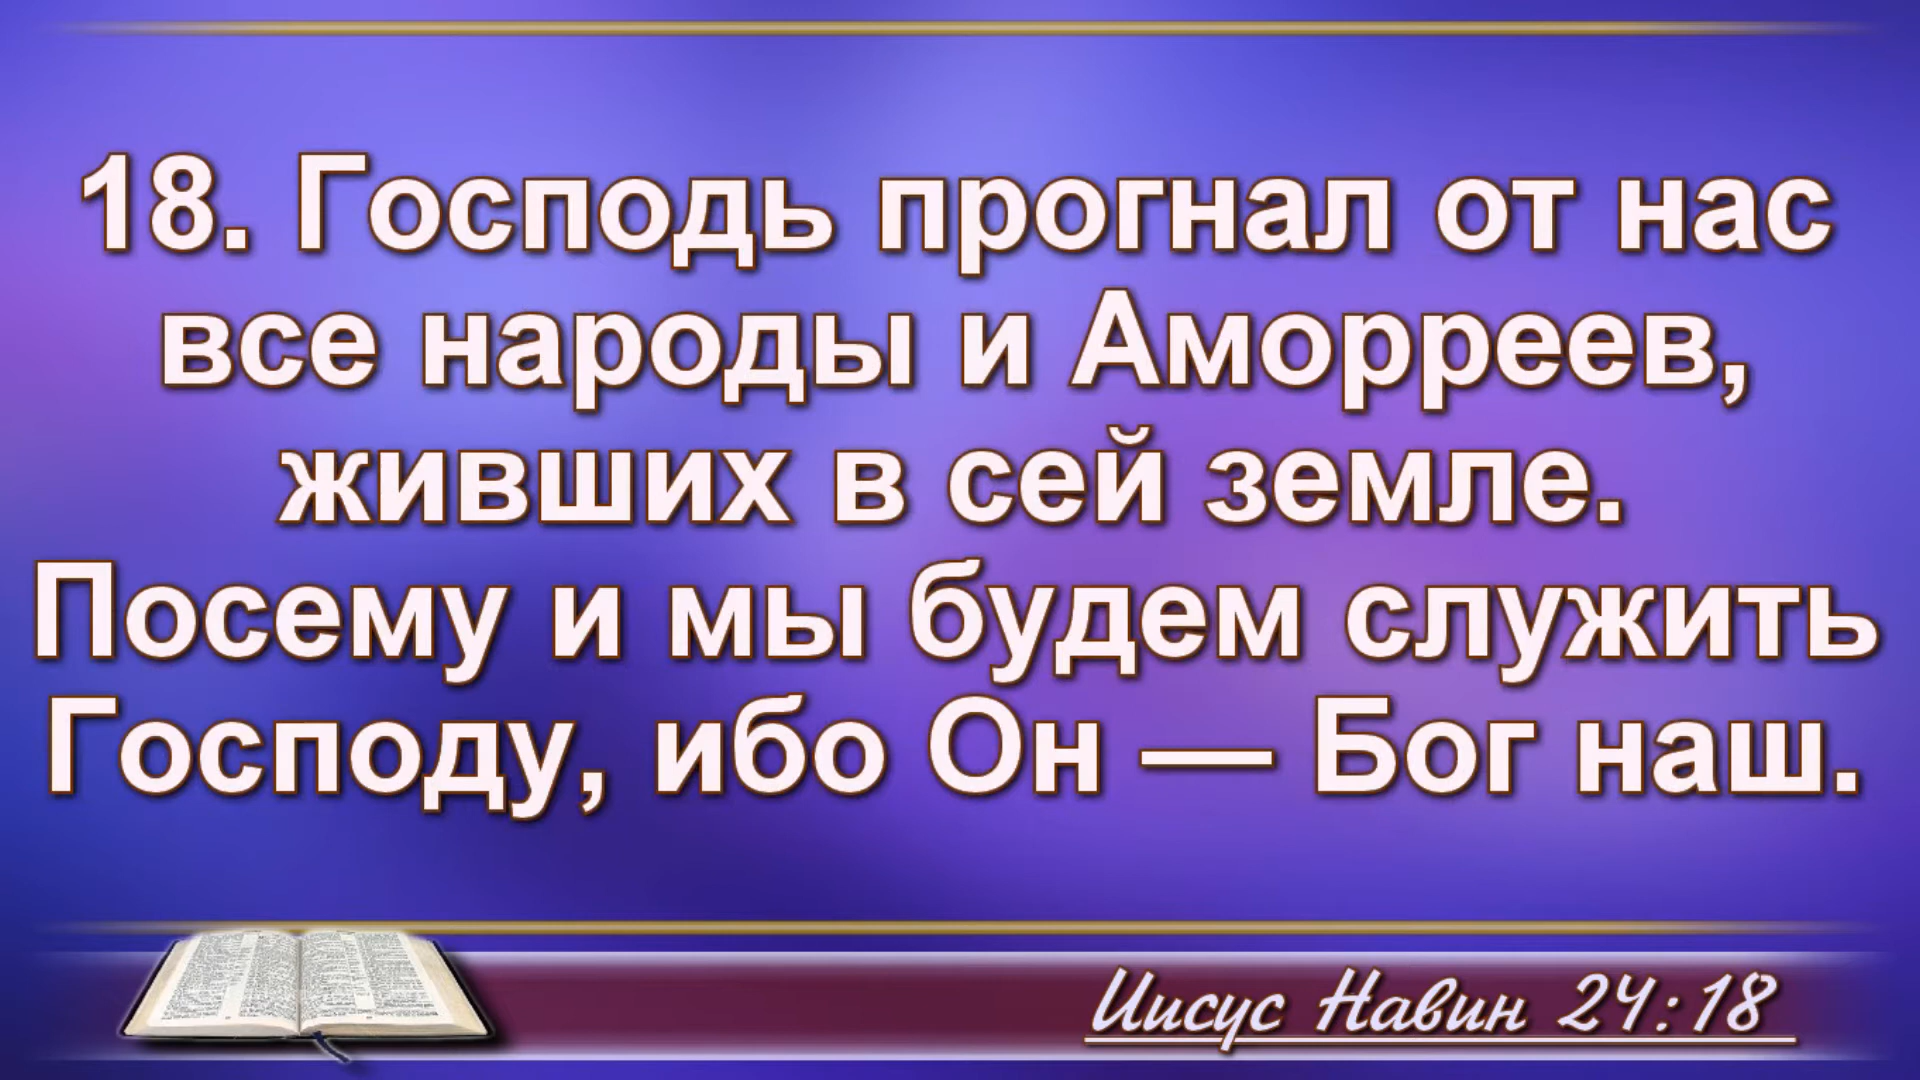 18. Господь прогнал от нас
все народы и Аморреев,
живших в сей земле.
Посему и мы будем служить
Господу, ибо Он — Бог наш.
Иисус Навин 24:18